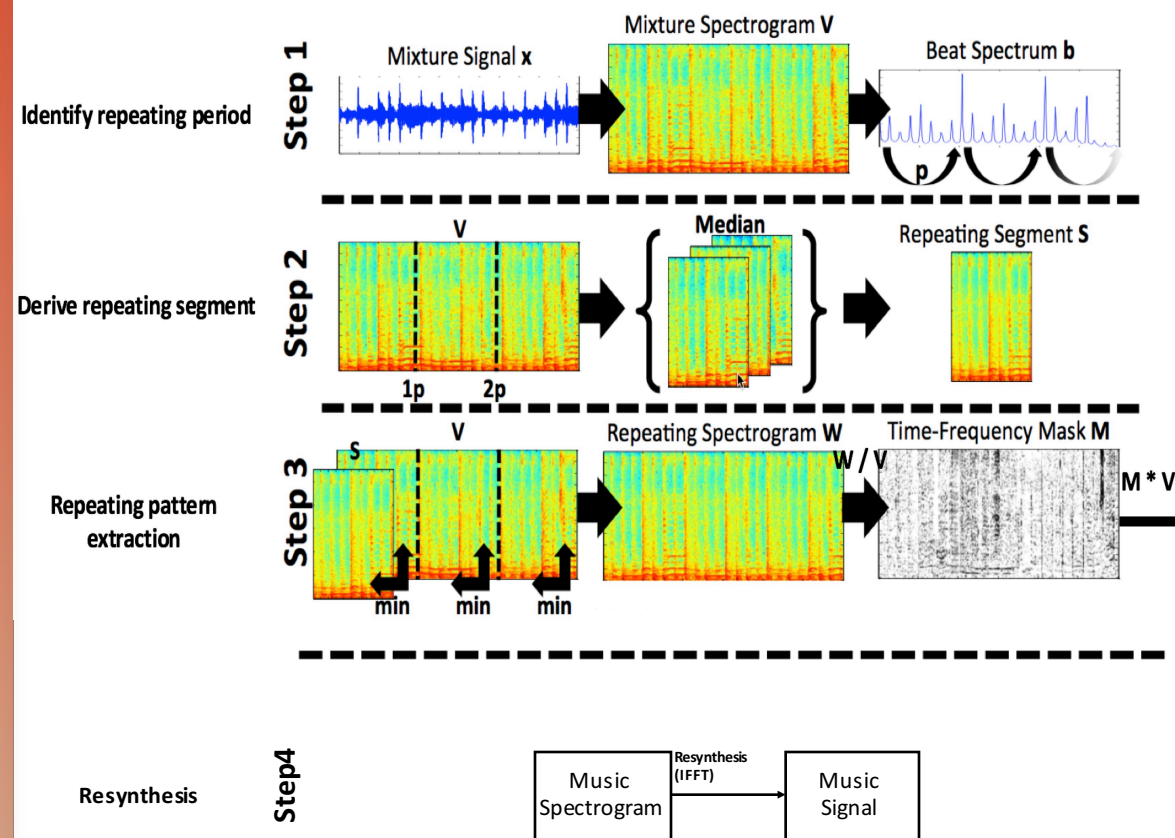 Step 1
Identify repeating period
Mixture Signal x
Mixture Spectrogram V
Beat Spectrum b
p
Step 2
Derive repeating segment
V
1p
2p
Median
Repeating Segment S
Step 3
Repeating pattern
extraction
S
V
min
min
min
Repeating Spectrogram W
W / V
Time-Frequency Mask M
M * V
Step4
Resynthesis
Music
Spectrogram
Resynthesis
(IFFT)
Music
Signal